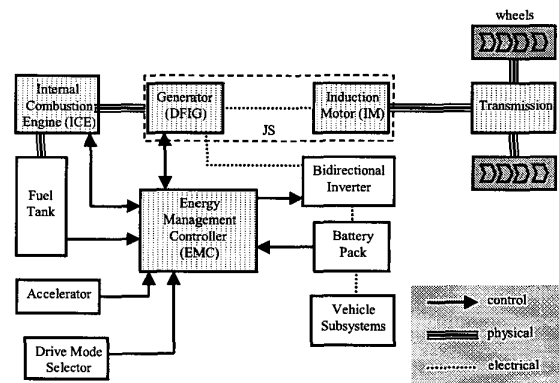 wheels
Internal
Combustion
Engine (ICE)
Generator
(DFIG)
JS
Induction
Motor (IM)
Transmission
Fuel
Tank
Energy
Management
Controller
(EMC)
Bidirectional
Inverter
Battery
Pack
Vehicle
Subsystems
Accelerator
Drive Mode
Selector
control
physical
electrical